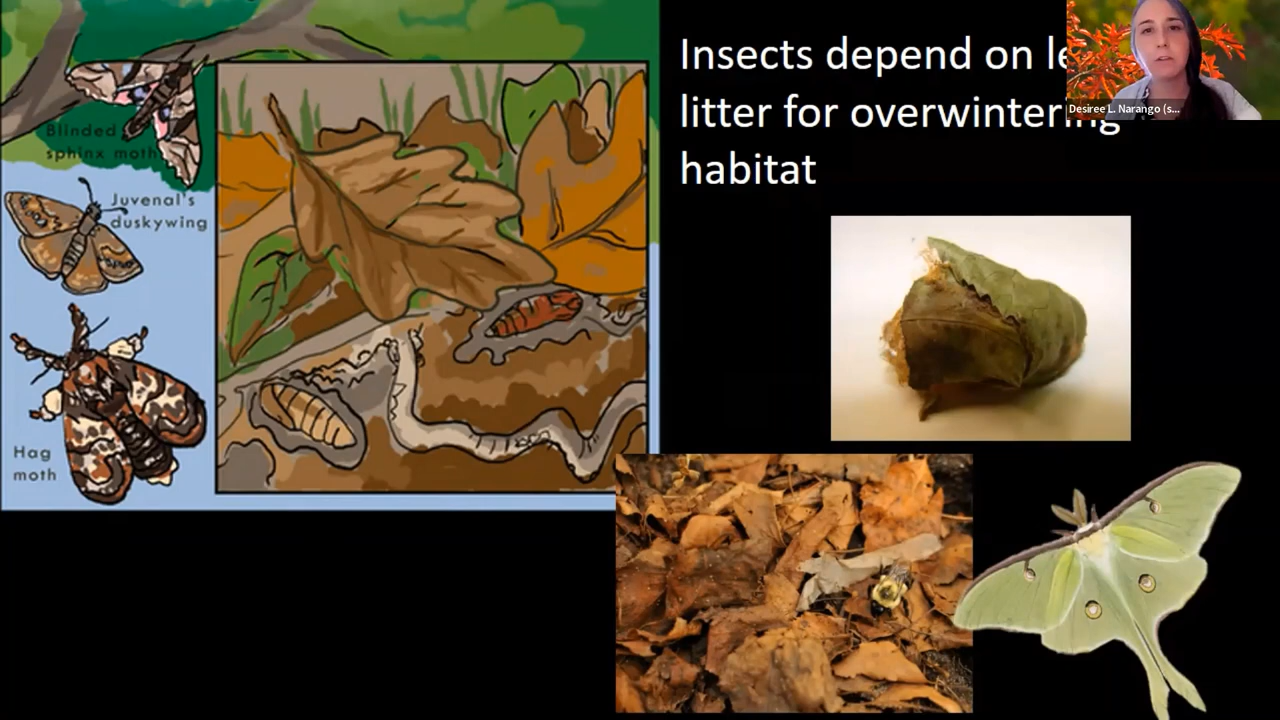 Insects depend on le
litter for overwintering
habitat
Desiree L. Narango (s...
Blinded
sphinx moth
Juvenal's
duskywing
Hag
moth